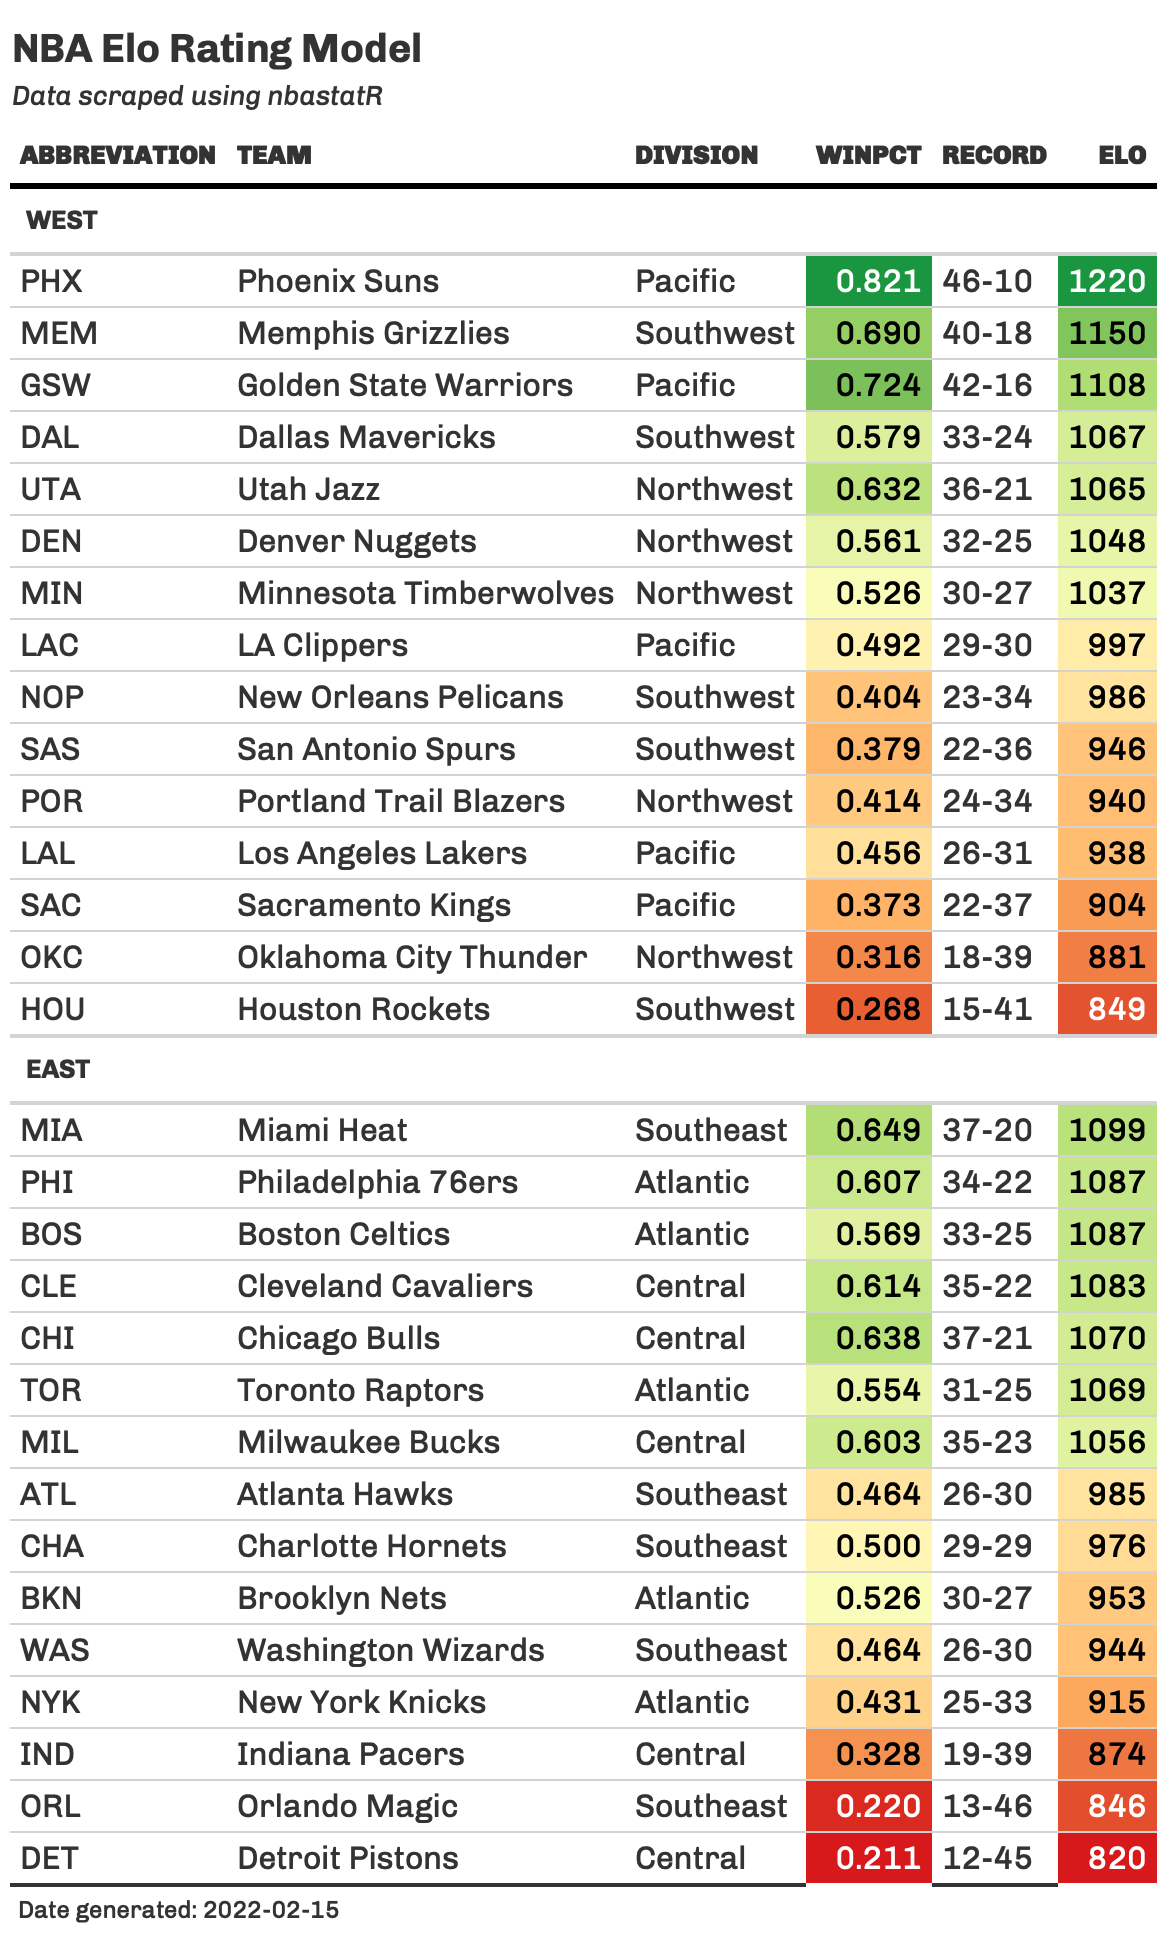 NBA Elo Rating Model
Data scraped using nbastatR
ABBREVIATION TEAM DIVISION WINPCT RECORD ELO
WEST
PHX Phoenix Suns Pacific 0.821 46-10 1220
MEM Memphis Grizzlies Southwest 0.690 40-18 1150
GSW Golden State Warriors Pacific 0.724 42-16 1108
DAL Dallas Mavericks Southwest 0.579 33-24 1067
UTA Utah Jazz Northwest 0.632 36-21 1065
DEN Denver Nuggets Northwest 0.561 32-25 1048
MIN Minnesota Timberwolves Northwest 0.526 30-27 1037
LAC LA Clippers Pacific 0.492 29-30 997
NOP New Orleans Pelicans Southwest 0.404 23-34 986
SAS San Antonio Spurs Southwest 0.379 22-36 946
POR Portland Trail Blazers Northwest 0.414 24-34 940
LAL Los Angeles Lakers Pacific 0.456 26-31 938
SAC Sacramento Kings Pacific 0.373 22-37 904
OKC Oklahoma City Thunder Northwest 0.316 18-39 881
HOU Houston Rockets Southwest 0.268 15-41 849
EAST
MIA Miami Heat Southeast 0.649 37-20 1099
PHI Philadelphia 76ers Atlantic 0.607 34-22 1087
BOS Boston Celtics Atlantic 0.569 33-25 1087
CLE Cleveland Cavaliers Central 0.614 35-22 1083
CHI Chicago Bulls Central 0.638 37-21 1070
TOR Toronto Raptors Atlantic 0.554 31-25 1069
MIL Milwaukee Bucks Central 0.603 35-23 1056
ATL Atlanta Hawks Southeast 0.464 26-30 985
CHA Charlotte Hornets Southeast 0.500 29-29 976
BKN Brooklyn Nets Atlantic 0.526 30-27 953
WAS Washington Wizards Southeast 0.464 26-30 944
NYK New York Knicks Atlantic 0.431 25-33 915
IND Indiana Pacers Central 0.328 19-39 874
ORL Orlando Magic Southeast 0.220 13-46 846
DET Detroit Pistons Central 0.211 12-45 820
Date generated: 2022-02-15